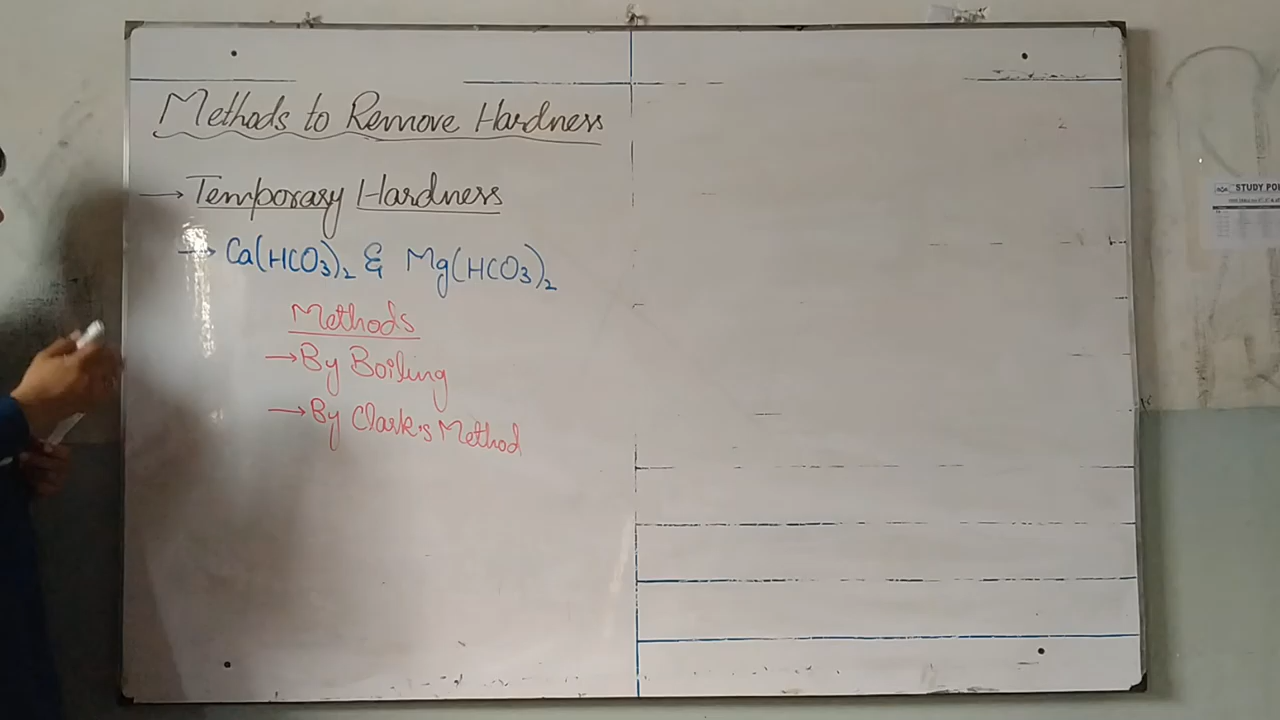 Methods to Remove Hardness
→ Temporary Hardness
→ Ca(HCO3)2 & Mg(HCO3)2
Methods
→ By Boiling
→ By Clark's Method
STUDY PO